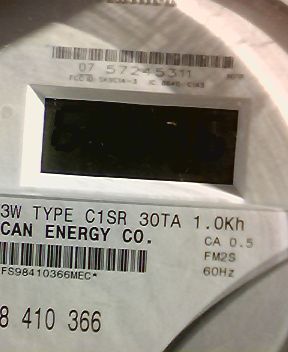 07 57245311
3W TYPE C1SR 30TA 1.0Kh
CAN ENERGY CO.
CA 0.5
FM2S
60Hz
FS98410366MEC*
8 410 366